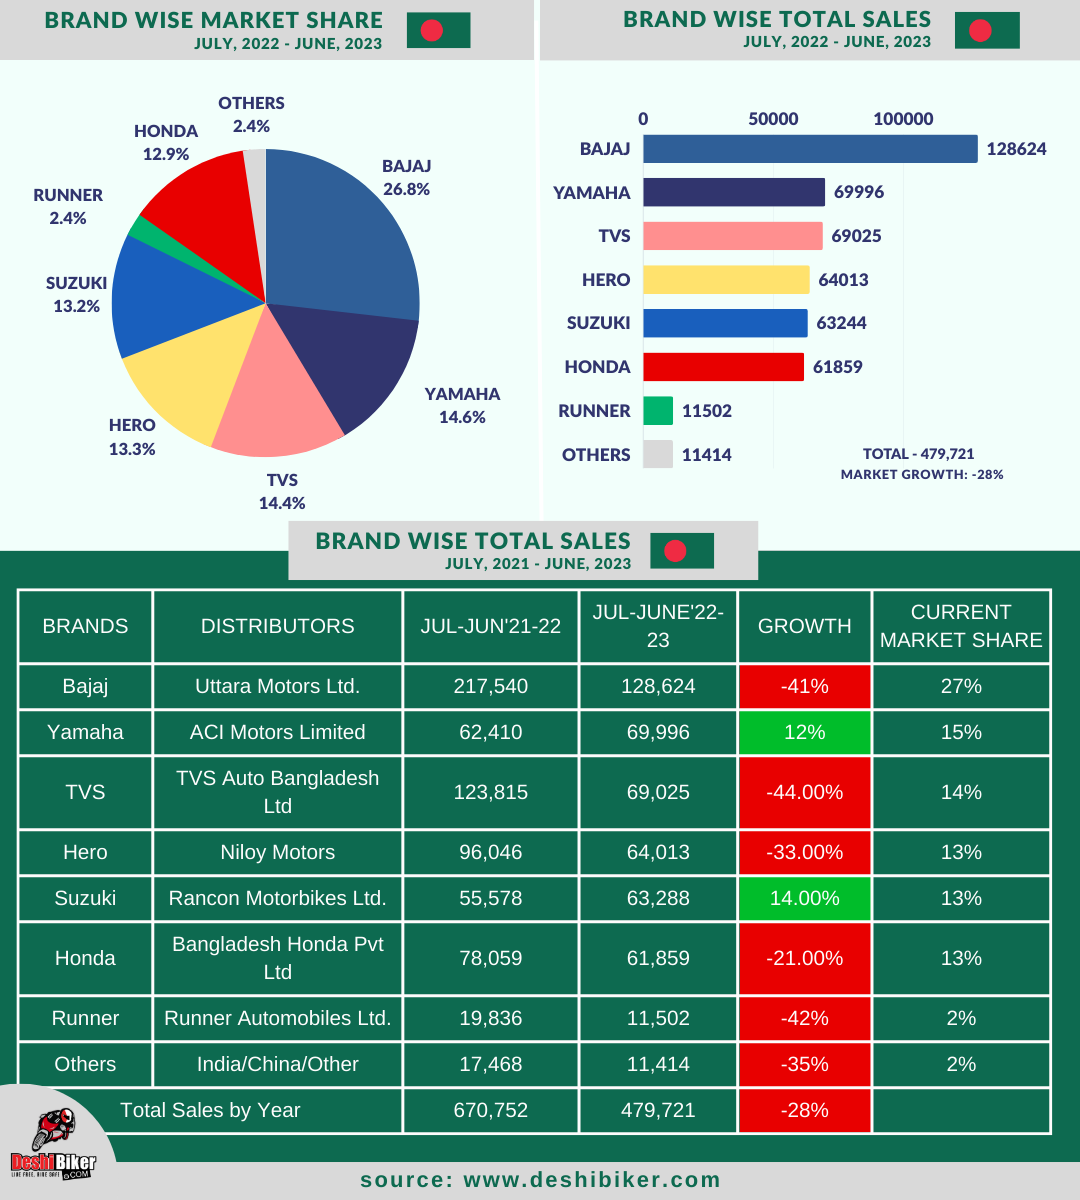 BRAND WISE MARKET SHARE
JULY, 2022 - JUNE, 2023
OTHERS
2.4%
HONDA
12.9%
BAJAJ
26.8%
RUNNER
2.4%
SUZUKI
13.2%
YAMAHA
14.6%
HERO
13.3%
TVS
14.4%
BRAND WISE TOTAL SALES
JULY, 2022 - JUNE, 2023
0 50000 100000
BAJAJ 128624
YAMAHA 69996
TVS 69025
HERO 64013
SUZUKI 63244
HONDA 61859
RUNNER 11502
OTHERS 11414
TOTAL - 479,721
MARKET GROWTH: -28%
BRAND WISE TOTAL SALES
JULY, 2021 - JUNE, 2023
BRANDS DISTRIBUTORS JUL-JUN'21-22 JUL-JUNE'22-
23 GROWTH CURRENT
MARKET SHARE
Bajaj Uttara Motors Ltd. 217,540 128,624 -41% 27%
Yamaha ACI Motors Limited 62,410 69,996 12% 15%
TVS TVS Auto Bangladesh
Ltd 123,815 69,025 -44.00% 14%
Hero Niloy Motors 96,046 64,013 -33.00% 13%
Suzuki Rancon Motorbikes Ltd. 55,578 63,288 14.00% 13%
Honda Bangladesh Honda Pvt
Ltd 78,059 61,859 -21.00% 13%
Runner Runner Automobiles Ltd. 19,836 11,502 -42% 2%
Others India/China/Other 17,468 11,414 -35% 2%
Total Sales by Year 670,752 479,721 -28%
DeshiBiker
LIVE FREE, RIDE SAFE .COM
source: www.deshibiker.com